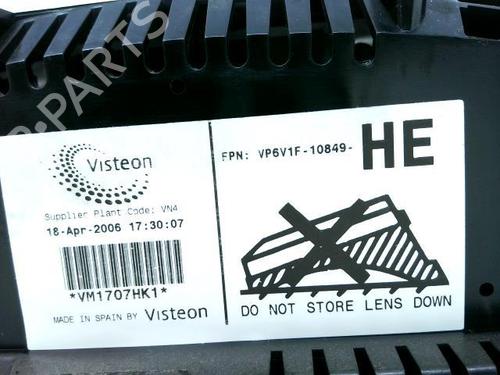 Visteon
Supplier Plant Code: VN4
18-Apr-2006 17:30:07
*VM1707HK1*
MADE IN SPAIN BY Visteon
FPN: VP6V1F-10849- HE
DO NOT STORE LENS DOWN
-PARTS